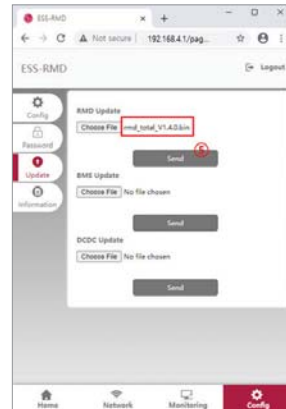 ESS-RMD
Not secure 192.168.4.1/pag...
ESS-RMD
Logout
Config
Password
Update
Information
RMD Update
Choose File rmd_total_V1.4.0.bin
⑤
Send
BMS Update
Choose File No file chosen
Send
DCDC Update
Choose File No file chosen
Send
Home
Network
Monitoring
Config